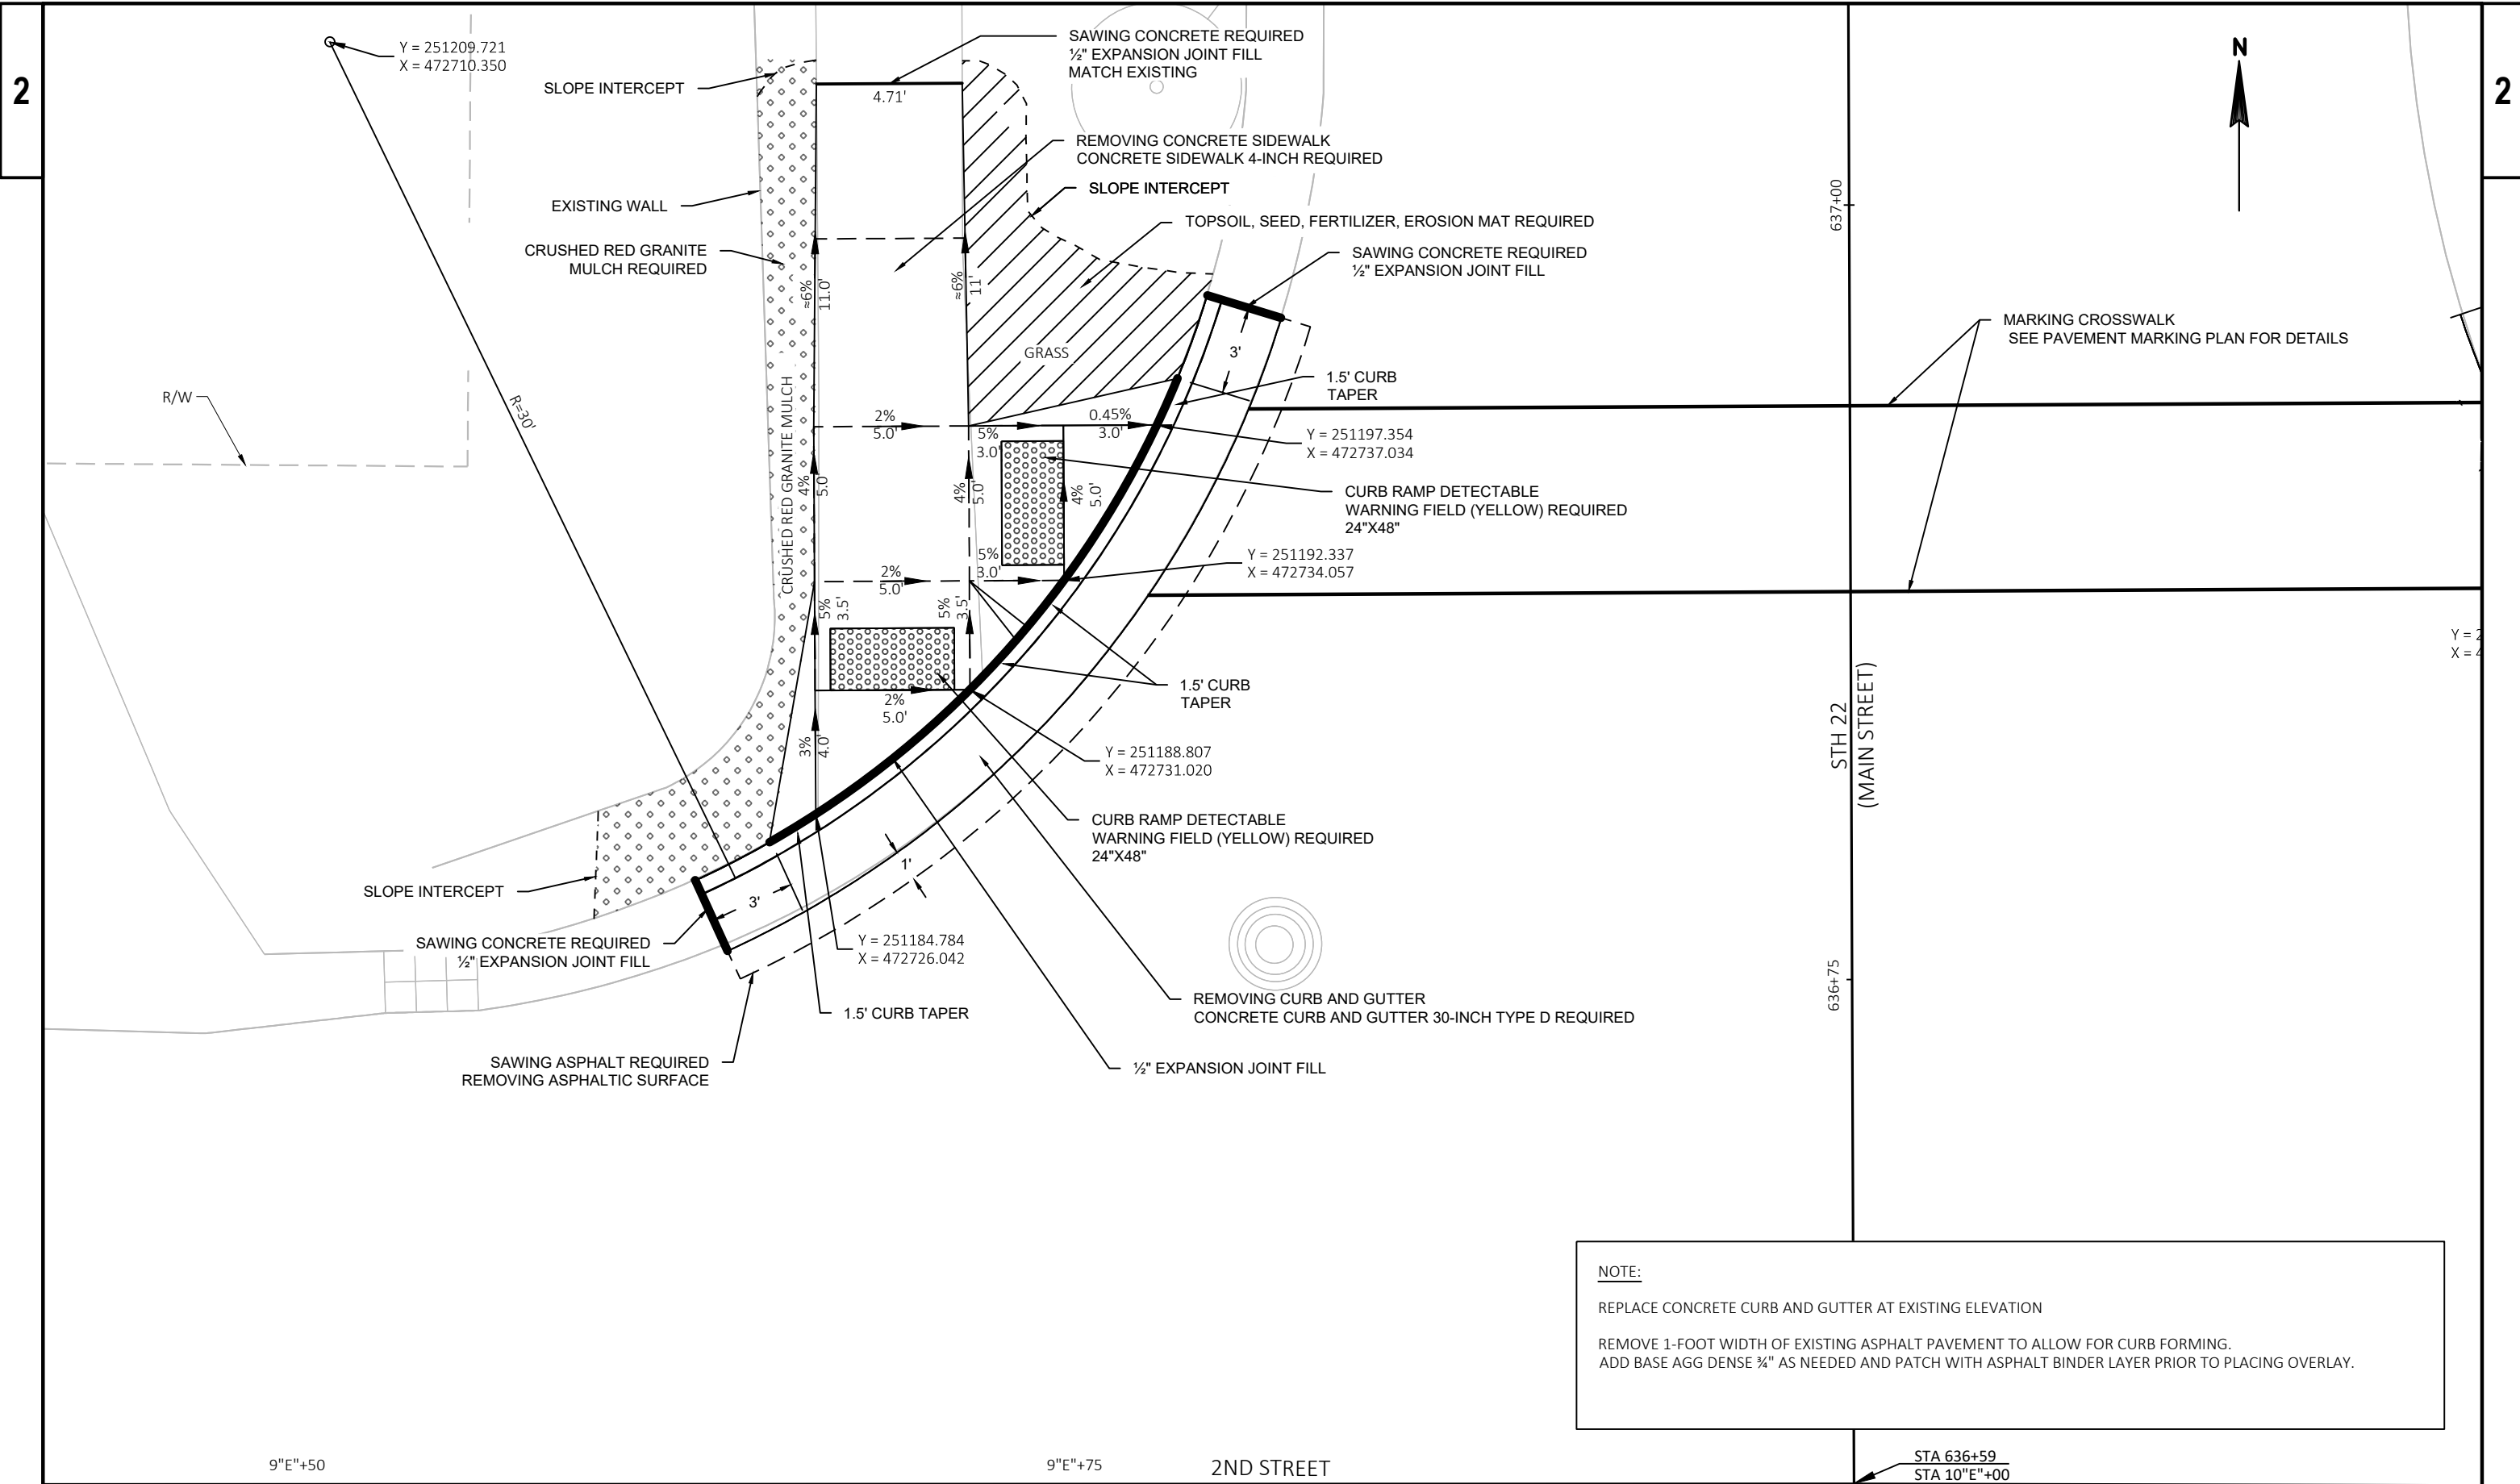 2
2
Y = 251209.721
X = 472710.350
SLOPE INTERCEPT
SAWING CONCRETE REQUIRED
½" EXPANSION JOINT FILL
MATCH EXISTING
4.71'
N
REMOVING CONCRETE SIDEWALK
CONCRETE SIDEWALK 4-INCH REQUIRED
SLOPE INTERCEPT
EXISTING WALL
TOPSOIL, SEED, FERTILIZER, EROSION MAT REQUIRED
637+00
CRUSHED RED GRANITE
MULCH REQUIRED
SAWING CONCRETE REQUIRED
½" EXPANSION JOINT FILL
≈6%
11.0'
≈6%
11'
MARKING CROSSWALK
SEE PAVEMENT MARKING PLAN FOR DETAILS
GRASS
3'
1.5' CURB
TAPER
R/W
R=30'
CRUSHED RED GRANITE MULCH
2%
5.0'
0.45%
3.0'
5%
3.0'
Y = 251197.354
X = 472737.034
4%
5.0'
4%
5.0'
4%
5.0'
CURB RAMP DETECTABLE
WARNING FIELD (YELLOW) REQUIRED
24"X48"
2%
5.0'
5%
3.0'
Y = 251192.337
X = 472734.057
5%
3.5'
5%
3.5'
Y = 2
X = 4
1.5' CURB
TAPER
2%
5.0'
STH 22
(MAIN STREET)
3%
4.0'
Y = 251188.807
X = 472731.020
CURB RAMP DETECTABLE
WARNING FIELD (YELLOW) REQUIRED
24"X48"
1'
SLOPE INTERCEPT
3'
SAWING CONCRETE REQUIRED
½" EXPANSION JOINT FILL
Y = 251184.784
X = 472726.042
636+75
REMOVING CURB AND GUTTER
CONCRETE CURB AND GUTTER 30-INCH TYPE D REQUIRED
1.5' CURB TAPER
SAWING ASPHALT REQUIRED
REMOVING ASPHALTIC SURFACE
½" EXPANSION JOINT FILL
NOTE:
REPLACE CONCRETE CURB AND GUTTER AT EXISTING ELEVATION
REMOVE 1-FOOT WIDTH OF EXISTING ASPHALT PAVEMENT TO ALLOW FOR CURB FORMING.
ADD BASE AGG DENSE ¾" AS NEEDED AND PATCH WITH ASPHALT BINDER LAYER PRIOR TO PLACING OVERLAY.
9"E"+50
9"E"+75
2ND STREET
STA 636+59
STA 10"E"+00